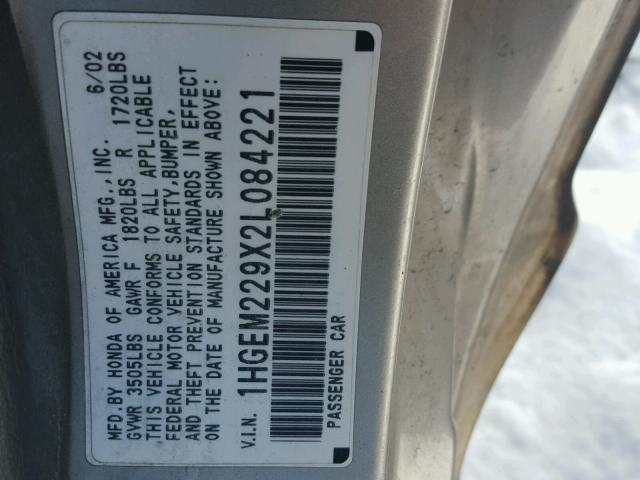 MFD.BY HONDA OF AMERICA MFG.,INC. 6/02
GVWR 3505LBS GAWR F 1820LBS R 1720LBS
THIS VEHICLE CONFORMS TO ALL APPLICABLE
FEDERAL MOTOR VEHICLE SAFETY,BUMPER,
AND THEFT PREVENTION STANDARDS IN EFFECT
ON THE DATE OF MANUFACTURE SHOWN ABOVE.
V.I.N. 1HGEM229X2L084221
PASSENGER CAR